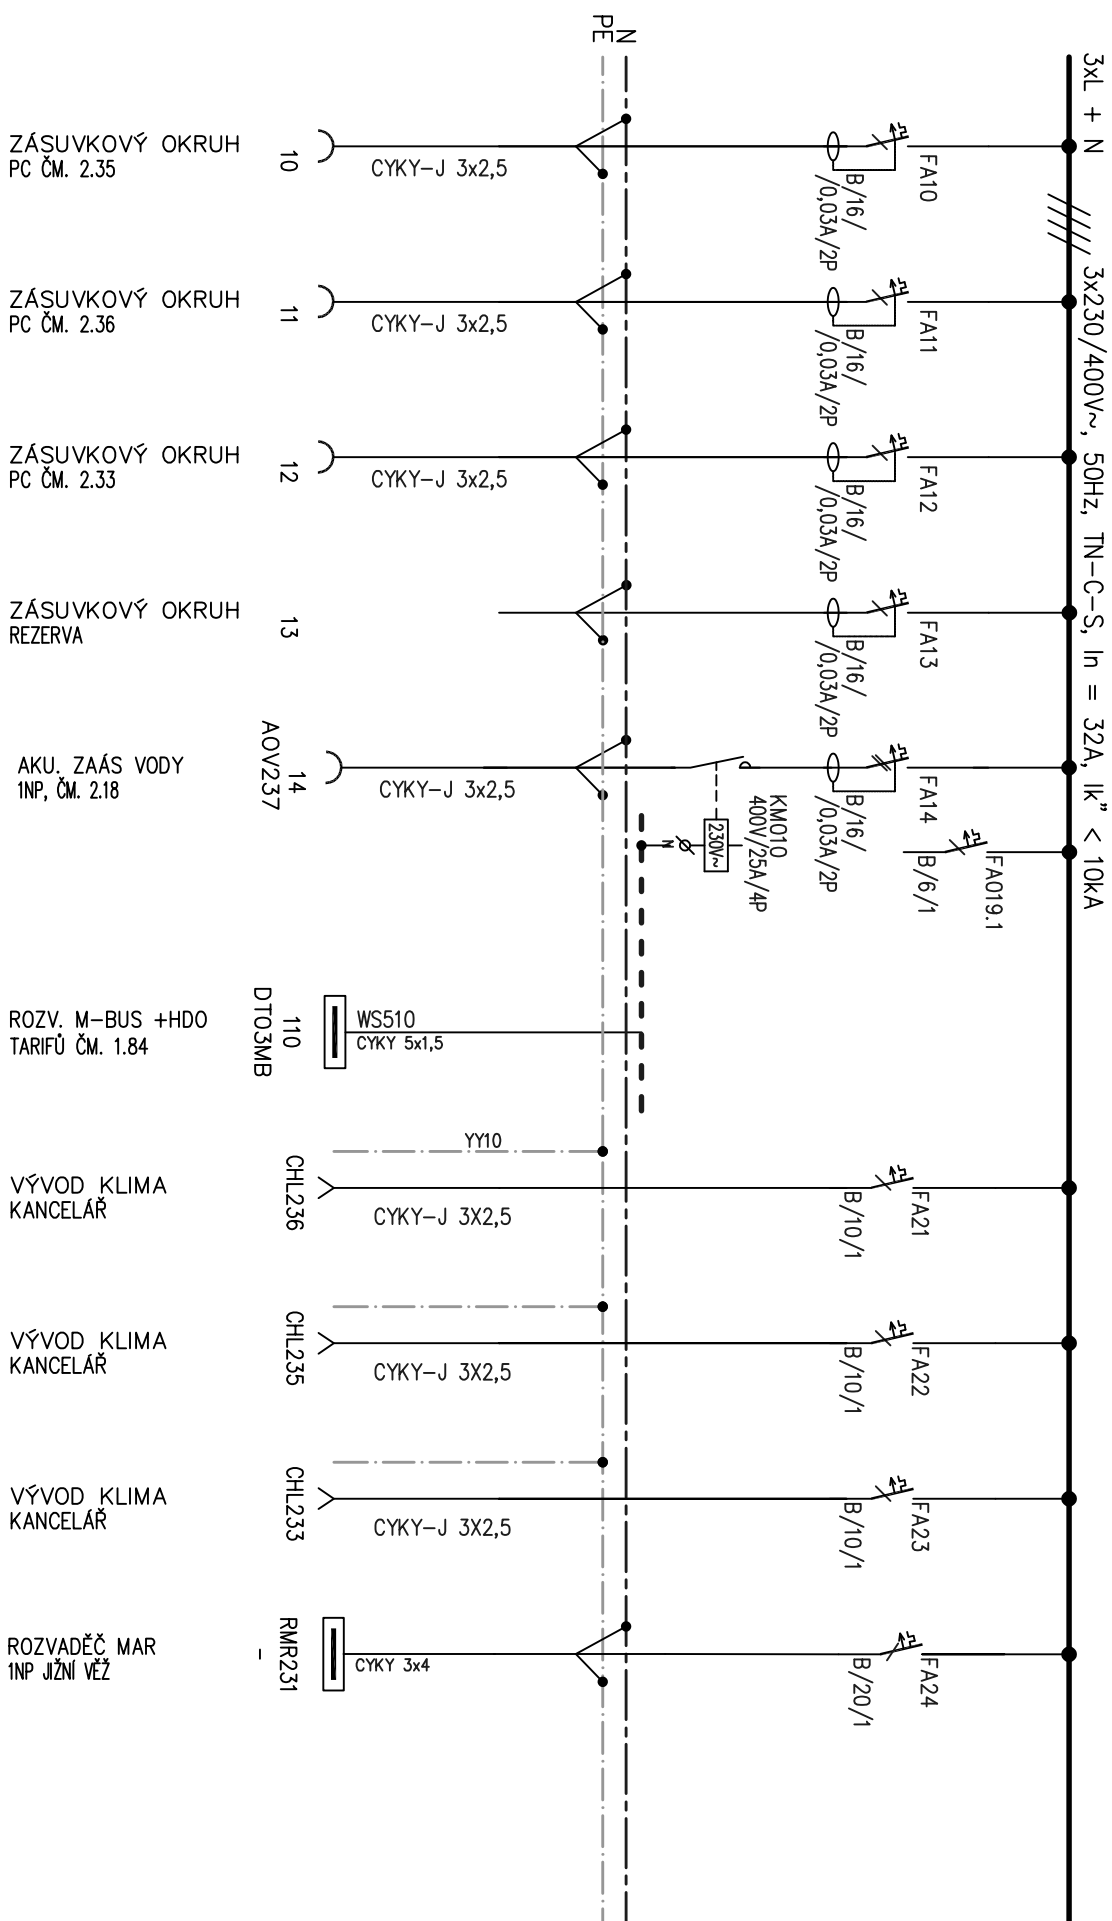 3xL + N
3x230/400V~, 50Hz, TN-C-S, In = 32A, Ik" < 10kA
N
PE
ZÁSUVKOVÝ OKRUH
PC ČM. 2.35
10
CYKY-J 3x2,5
B/16/
/0,03A/2P
FA10
ZÁSUVKOVÝ OKRUH
PC ČM. 2.36
11
CYKY-J 3x2,5
B/16/
/0,03A/2P
FA11
ZÁSUVKOVÝ OKRUH
PC ČM. 2.33
12
CYKY-J 3x2,5
B/16/
/0,03A/2P
FA12
ZÁSUVKOVÝ OKRUH
REZERVA
13
B/16/
/0,03A/2P
FA13
AKU. ZAÁS VODY
1NP, ČM. 2.18
14
AOV237
CYKY-J 3x2,5
KM010
400V/25A/4P
230V~
N
B/16/
/0,03A/2P
FA14
B/6/1
FA019.1
ROZV. M-BUS +HDO
TARIFŮ ČM. 1.84
110
DT03MB
WS510
CYKY 5x1,5
YY10
VÝVOD KLIMA
KANCELÁŘ
CHL236
CYKY-J 3X2,5
B/10/1
FA21
VÝVOD KLIMA
KANCELÁŘ
CHL235
CYKY-J 3X2,5
B/10/1
FA22
VÝVOD KLIMA
KANCELÁŘ
CHL233
CYKY-J 3X2,5
B/10/1
FA23
ROZVADĚČ MAR
1NP JIŽNÍ VĚŽ
RMR231
-
CYKY 3x4
B/20/1
FA24